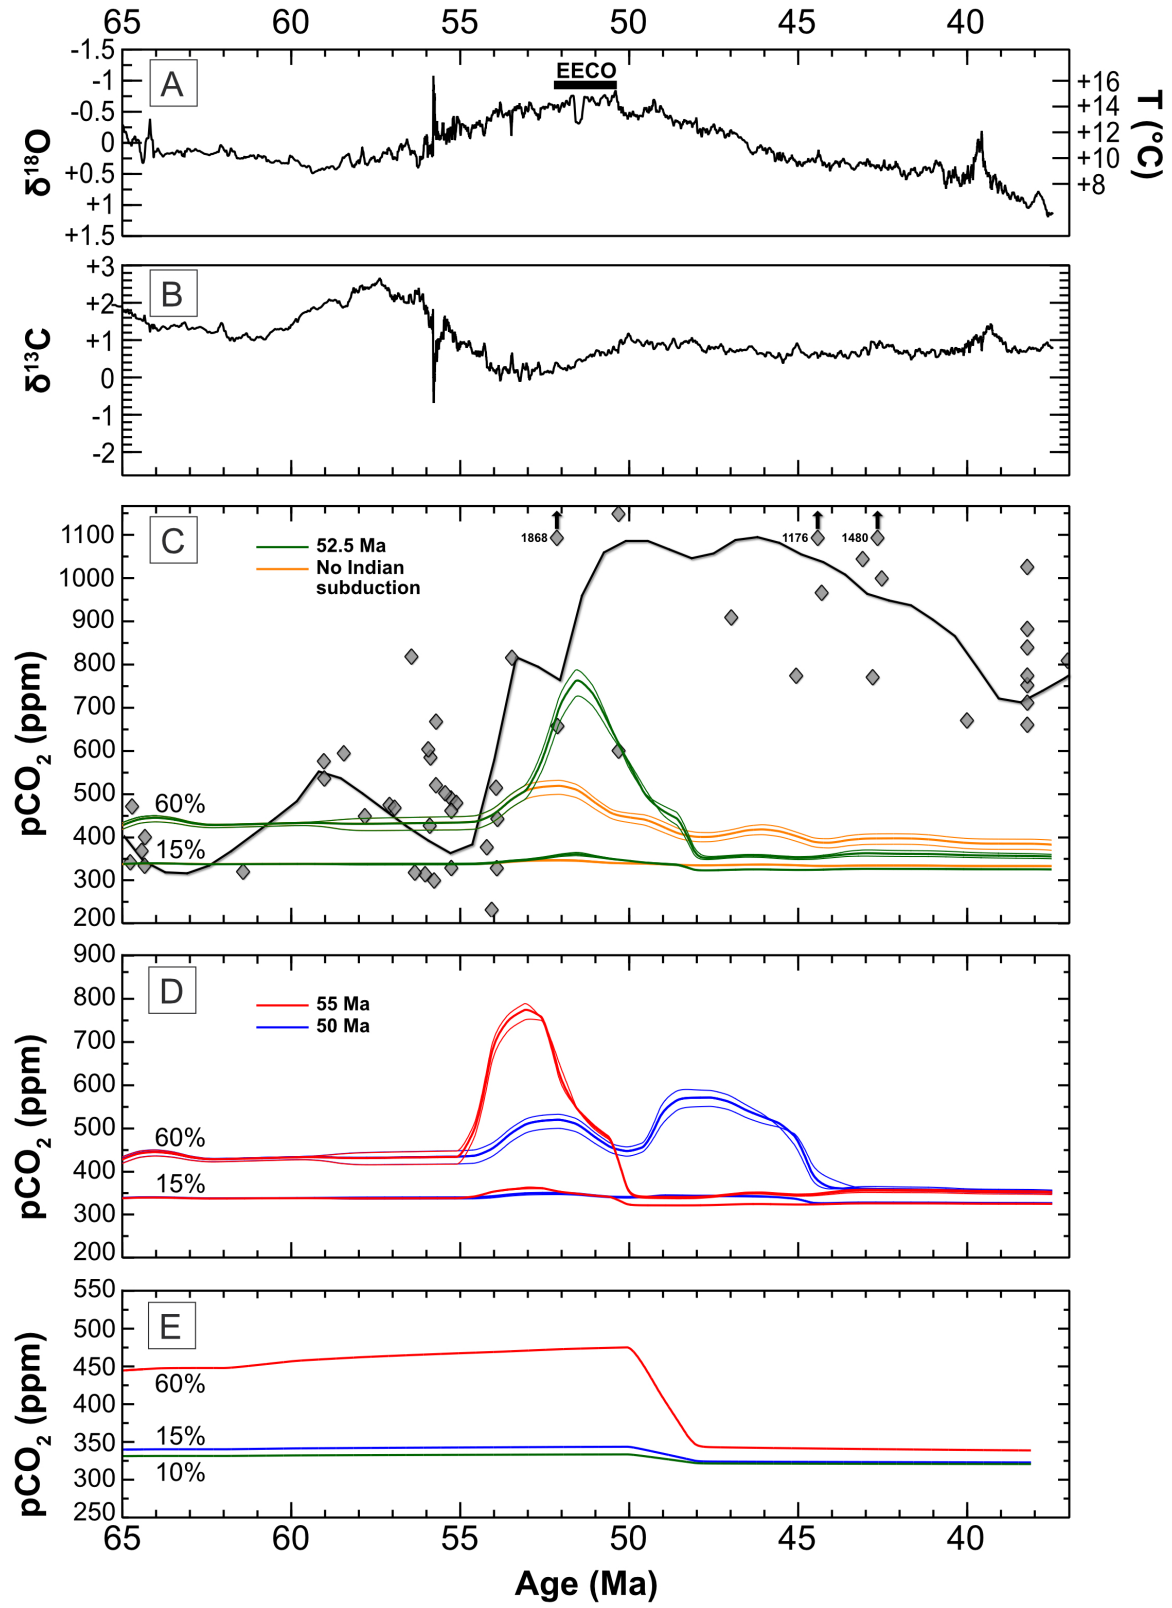 65 60 55 50 45 40
-1.5
-1
-0.5
0
+0.5
+1
+1.5
δ¹⁸O
A
EECO
+16
+14
+12
+10
+8
T (°C)
+3
+2
+1
0
-1
-2
δ¹³C
B
1100
1000
900
800
700
600
500
400
300
200
pCO₂ (ppm)
C
52.5 Ma
No Indian
subduction
1868
1176
1480
60%
15%
900
800
700
600
500
400
300
200
pCO₂ (ppm)
D
55 Ma
50 Ma
60%
15%
550
500
450
400
350
300
250
pCO₂ (ppm)
E
60%
15%
10%
65 60 55 50 45 40
Age (Ma)